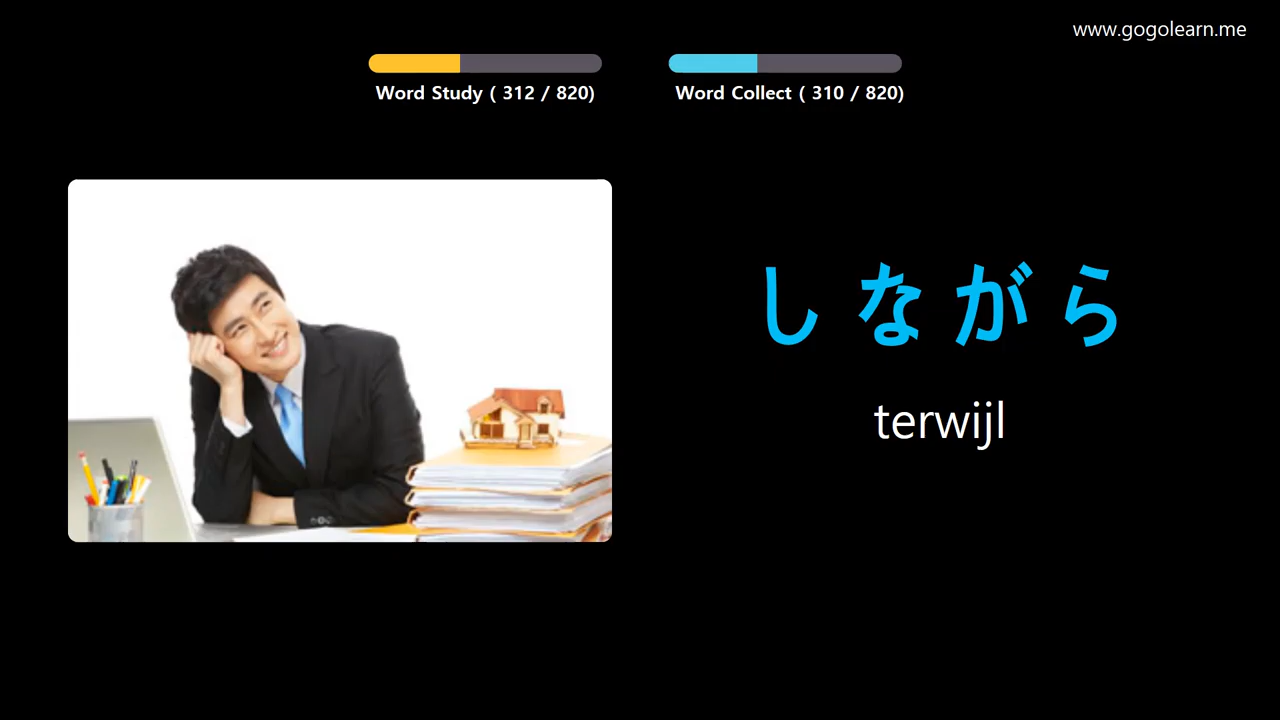 www.gogolearn.me
Word Study ( 312 / 820)
Word Collect ( 310 / 820)
しながら
terwijl